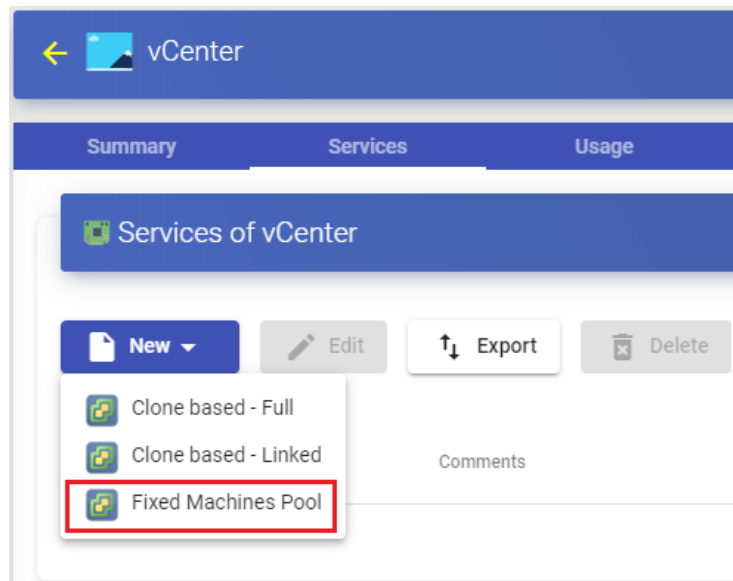 vCenter
Summary Services Usage
Services of vCenter
New Edit Export Delete
Clone based - Full
Clone based - Linked
Comments
Fixed Machines Pool